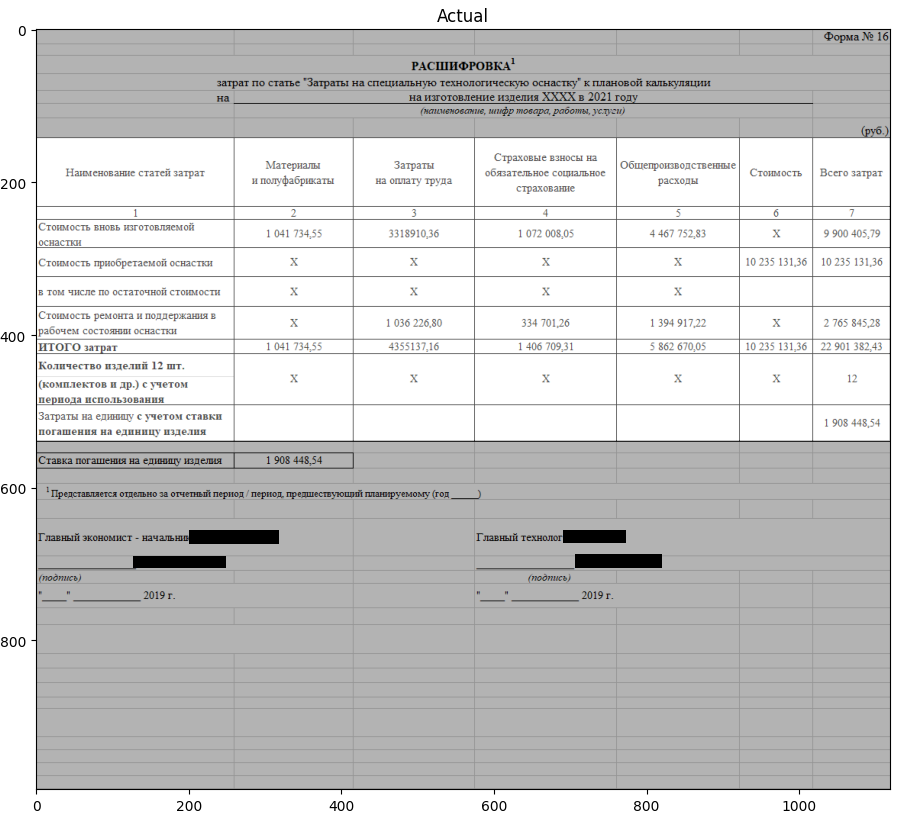 Actual
Форма № 16
РАСШИФРОВКА1
затрат по статье "Затраты на специальную технологическую оснастку" к плановой калькуляции
на на изготовление изделия XXXX в 2021 году
(наименование, шифр товара, работы, услуги)
(руб.)
Наименование статей затрат
Материалы
и полуфабрикаты
Затраты
на оплату труда
Страховые взносы на
обязательное социальное
страхование
Общепроизводственные
расходы
Стоимость
Всего затрат
1 2 3 4 5 6 7
Стоимость вновь изготовляемой
оснастки
1 041 734,55 3318910,36 1 072 008,05 4 467 752,83 X 9 900 405,79
Стоимость приобретаемой оснастки X X X X 10 235 131,36 10 235 131,36
в том числе по остаточной стоимости X X X X
Стоимость ремонта и поддержания в
рабочем состоянии оснастки
X 1 036 226,80 334 701,26 1 394 917,22 X 2 765 845,28
ИТОГО затрат 1 041 734,55 4355137,16 1 406 709,31 5 862 670,05 10 235 131,36 22 901 382,43
Количество изделий 12 шт.
(комплектов и др.) с учетом
периода использования
X X X X X 12
Затраты на единицу с учетом ставки
погашения на единицу изделия
1 908 448,54
Ставка погашения на единицу изделия 1 908 448,54
1 Представляется отдельно за отчетный период / период, предшествующий планируемому (год ______)
Главный экономист - начальник Главный технолог
(подпись) (подпись)
"____" ____________ 2019 г. "____" ____________ 2019 г.
0
200
400
600
800
0 200 400 600 800 1000